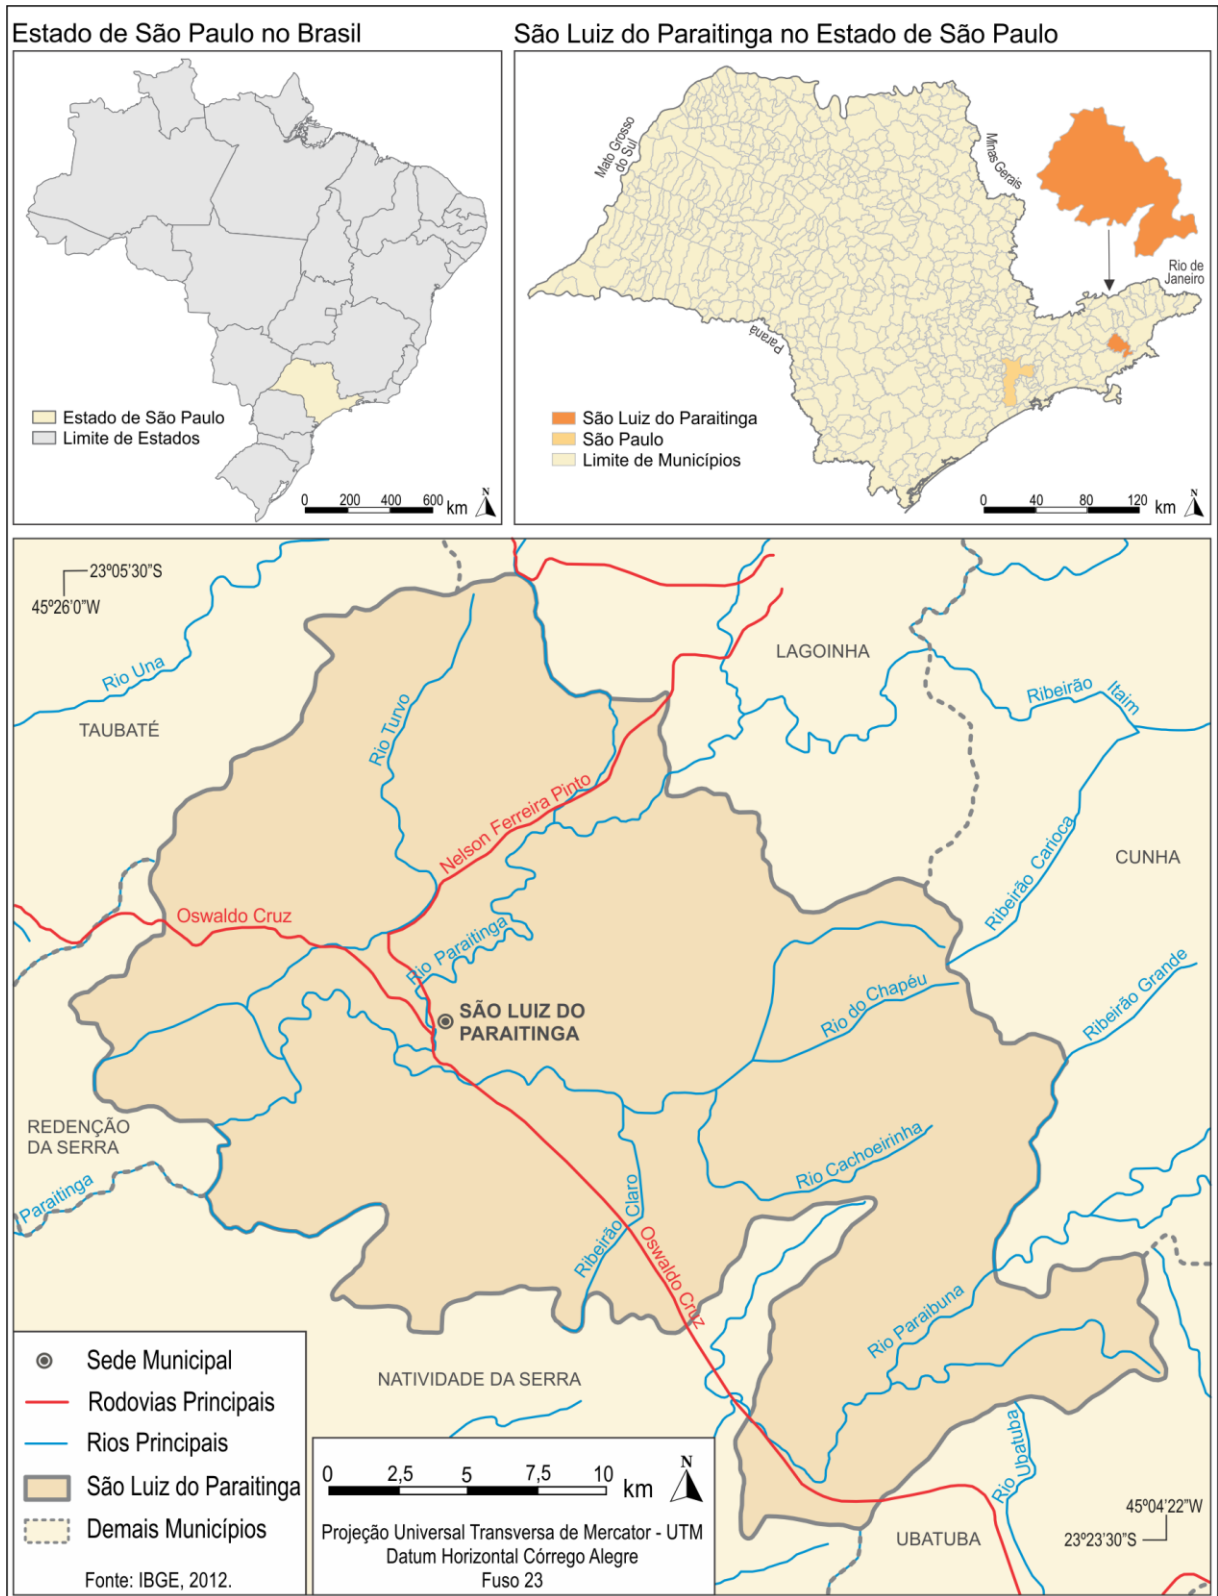 Estado de São Paulo no Brasil
Estado de São Paulo
Limite de Estados
0 200 400 600 km
N
São Luiz do Paraitinga no Estado de São Paulo
Mato Grosso
do Sul
Minas Gerais
Rio de
Janeiro
Paraná
São Luiz do Paraitinga
São Paulo
Limite de Municípios
0 40 80 120 km
N
23º05'30"S
45º26'0"W
Rio Una
TAUBATÉ
Rio Turvo
LAGOINHA
Ribeirão Itaim
Nelson Ferreira Pinto
Ribeirão Carioca
CUNHA
Oswaldo Cruz
Rio Paraitinga
Rio do Chapéu
Ribeirão Grande
SÃO LUIZ DO
PARAITINGA
REDENÇÃO
DA SERRA
Paraitinga
Rio Cachoeirinha
Ribeirão Claro
Oswaldo Cruz
Rio Paraibuna
NATIVIDADE DA SERRA
Rio Ubatuba
UBATUBA
45º04'22"W
23º23'30"S
Sede Municipal
Rodovias Principais
Rios Principais
São Luiz do Paraitinga
Demais Municípios
Fonte: IBGE, 2012.
0 2,5 5 7,5 10 km
N
Projeção Universal Transversa de Mercator - UTM
Datum Horizontal Córrego Alegre
Fuso 23